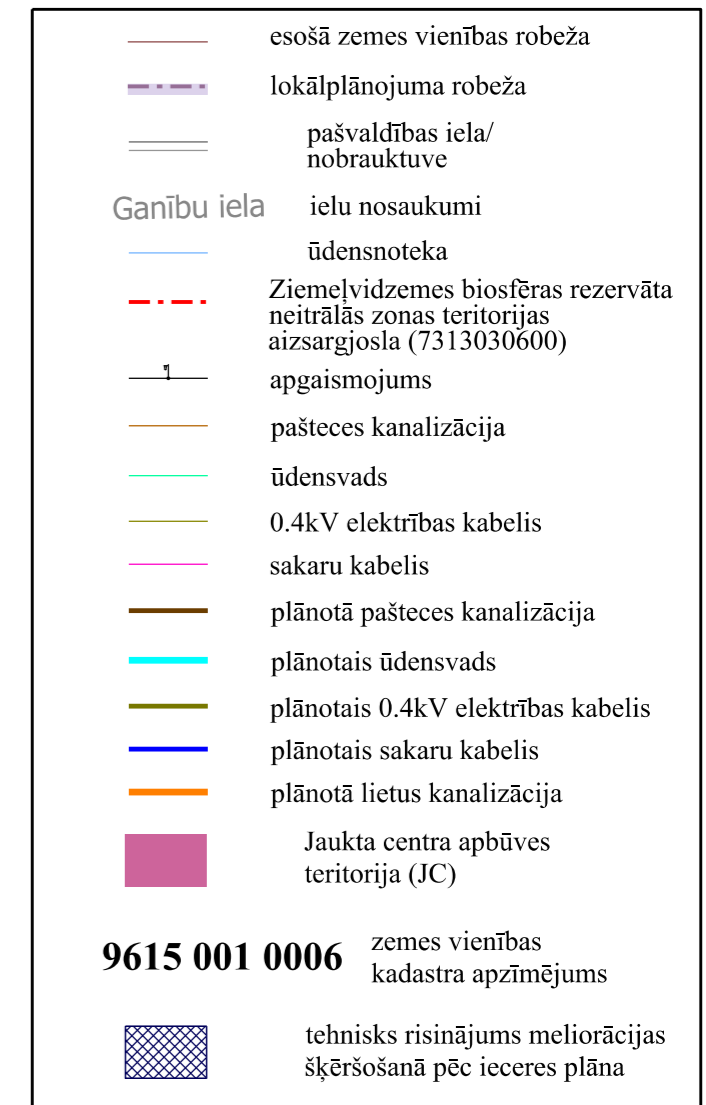 esošā zemes vienības robeža
lokālplānojuma robeža
pašvaldības iela/
nobrauktuve
Ganību iela ielu nosaukumi
ūdensnoteka
Ziemeļvidzemes biosfēras rezervāta
neitrālās zonas teritorijas
aizsargjosla (7313030600)
apgaismojums
pašteces kanalizācija
ūdensvads
0.4kV elektrības kabelis
sakaru kabelis
plānotā pašteces kanalizācija
plānotais ūdensvads
plānotais 0.4kV elektrības kabelis
plānotais sakaru kabelis
plānotā lietus kanalizācija
Jaukta centra apbūves
teritorija (JC)
9615 001 0006 zemes vienības
kadastra apzīmējums
tehnisks risinājums meliorācijas
šķēršošanā pēc ieceres plāna